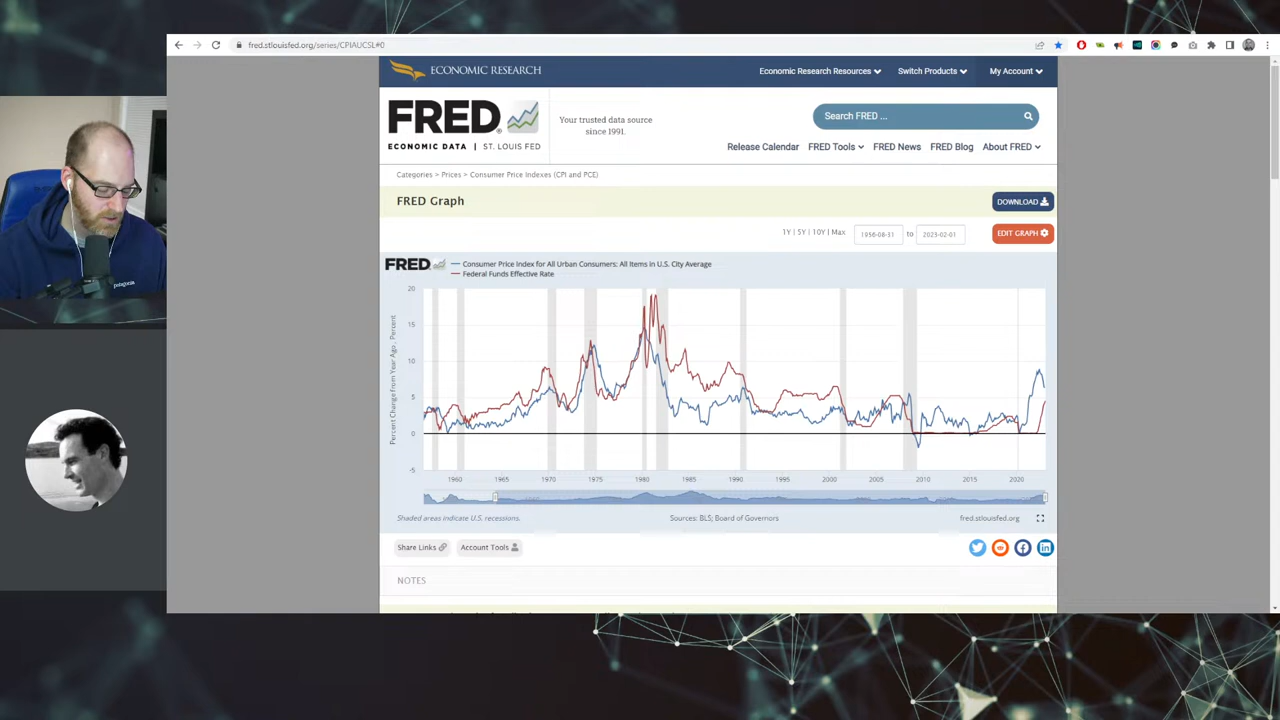 fred.stlouisfed.org/series/CPIAUCSL#0
ECONOMIC RESEARCH
Economic Research Resources
Switch Products
My Account
FRED
ECONOMIC DATA | ST. LOUIS FED
Your trusted data source
since 1991.
Search FRED ...
Release Calendar
FRED Tools
FRED News
FRED Blog
About FRED
Categories > Prices > Consumer Price Indexes (CPI and PCE)
FRED Graph
DOWNLOAD
1Y | 5Y | 10Y | Max
1956-08-31
to
2023-02-01
EDIT GRAPH
FRED
Consumer Price Index for All Urban Consumers: All Items in U.S. City Average
Federal Funds Effective Rate
Percent Change from Year Ago , Percent
20
15
10
5
0
-5
1960
1965
1970
1975
1980
1985
1990
1995
2000
2005
2010
2015
2020
Shaded areas indicate U.S. recessions.
Sources: BLS; Board of Governors
fred.stlouisfed.org
Share Links
Account Tools
NOTES
patagonia